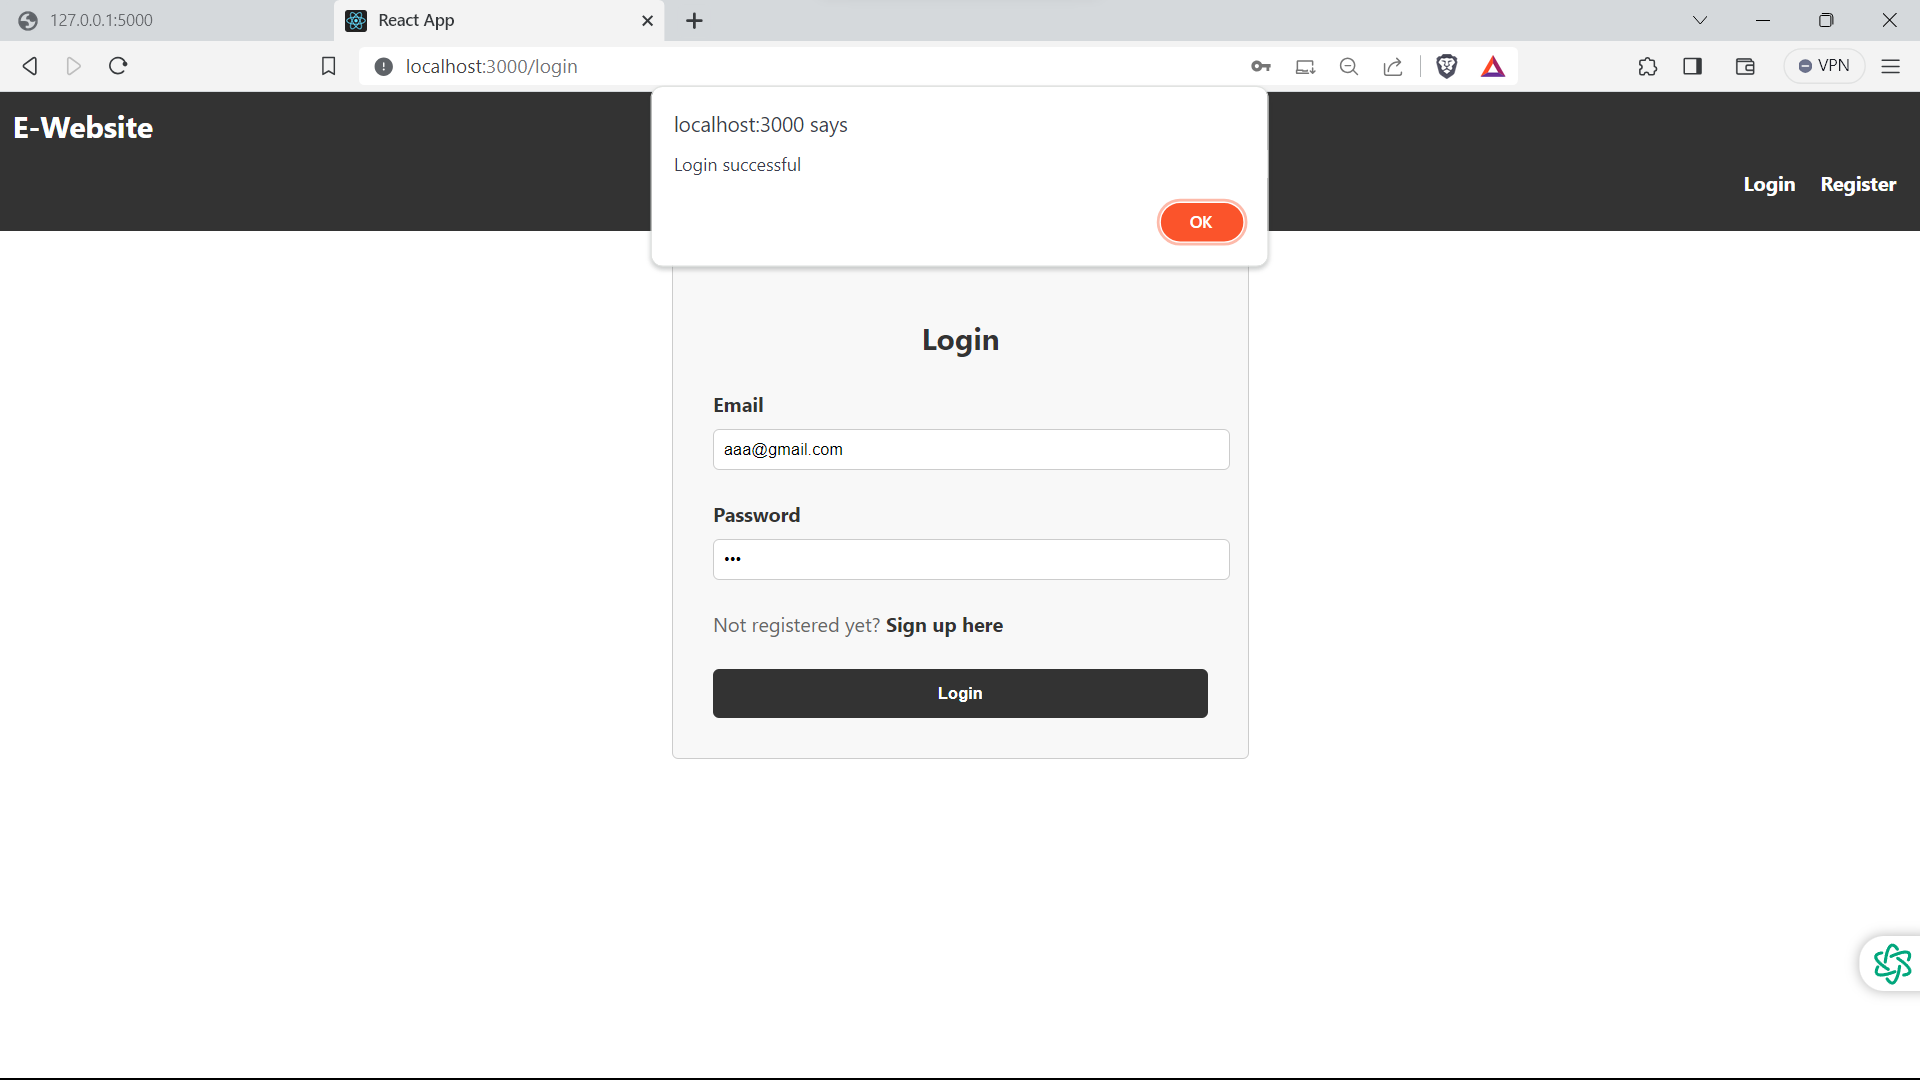 127.0.0.1:5000
React App
localhost:3000/login
VPN
E-Website
localhost:3000 says
Login successful
OK
Login Register
Login
Email
aaa@gmail.com
Password
•••
Not registered yet? Sign up here
Login